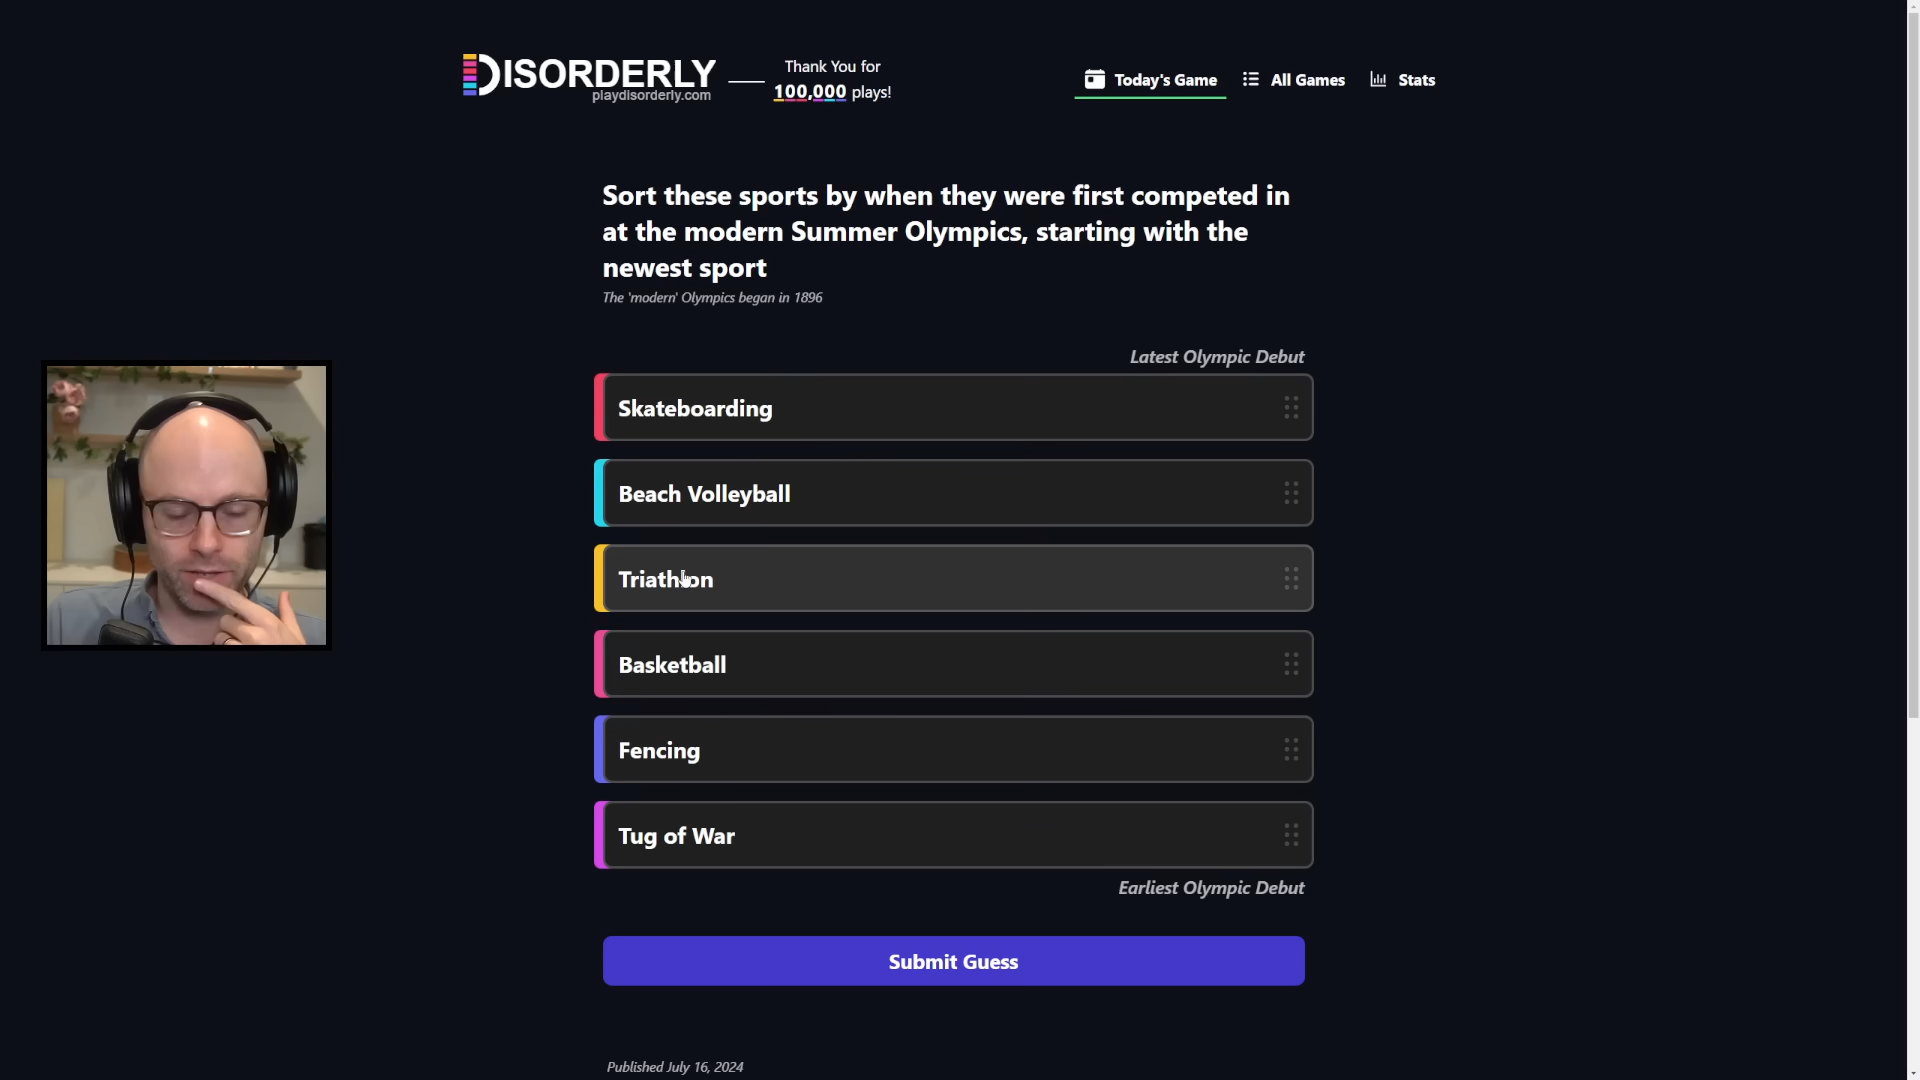 DISORDERLY
playdisorderly.com
Thank You for
100,000 plays!
Today's Game
All Games
Stats
Sort these sports by when they were first competed in
at the modern Summer Olympics, starting with the
newest sport
The 'modern' Olympics began in 1896
Latest Olympic Debut
Skateboarding
Beach Volleyball
Triathlon
Basketball
Fencing
Tug of War
Earliest Olympic Debut
Submit Guess
Published July 16, 2024